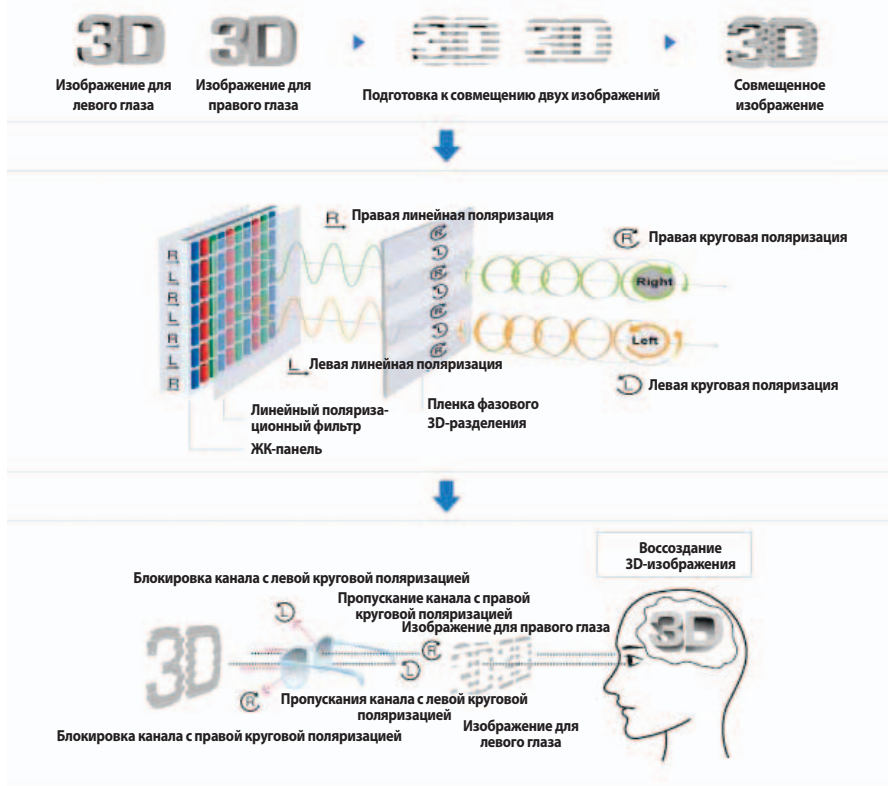 3D 3D 3D 3D 3D
Изображение для
левого глаза
Изображение для
правого глаза
Подготовка к совмещению двух изображений
Совмещенное
изображение
R Правая линейная поляризация
R Правая круговая поляризация
R
L
R
L
R
L
R
R
L
R
L
R
L
R
Right
Left
L Левая линейная поляризация
L Левая круговая поляризация
Линейный поляриза-
ционный фильтр
ЖК-панель
Пленка фазового
3D-разделения
Воссоздание
3D-изображения
Блокировка канала с левой круговой поляризацией
Пропускание канала с правой
круговой поляризацией
Изображение для правого глаза
L
R
L
R
3D
3D
3D
Пропускания канала с левой круговой
поляризацией
Изображение для
левого глаза
Блокировка канала с правой круговой поляризацией